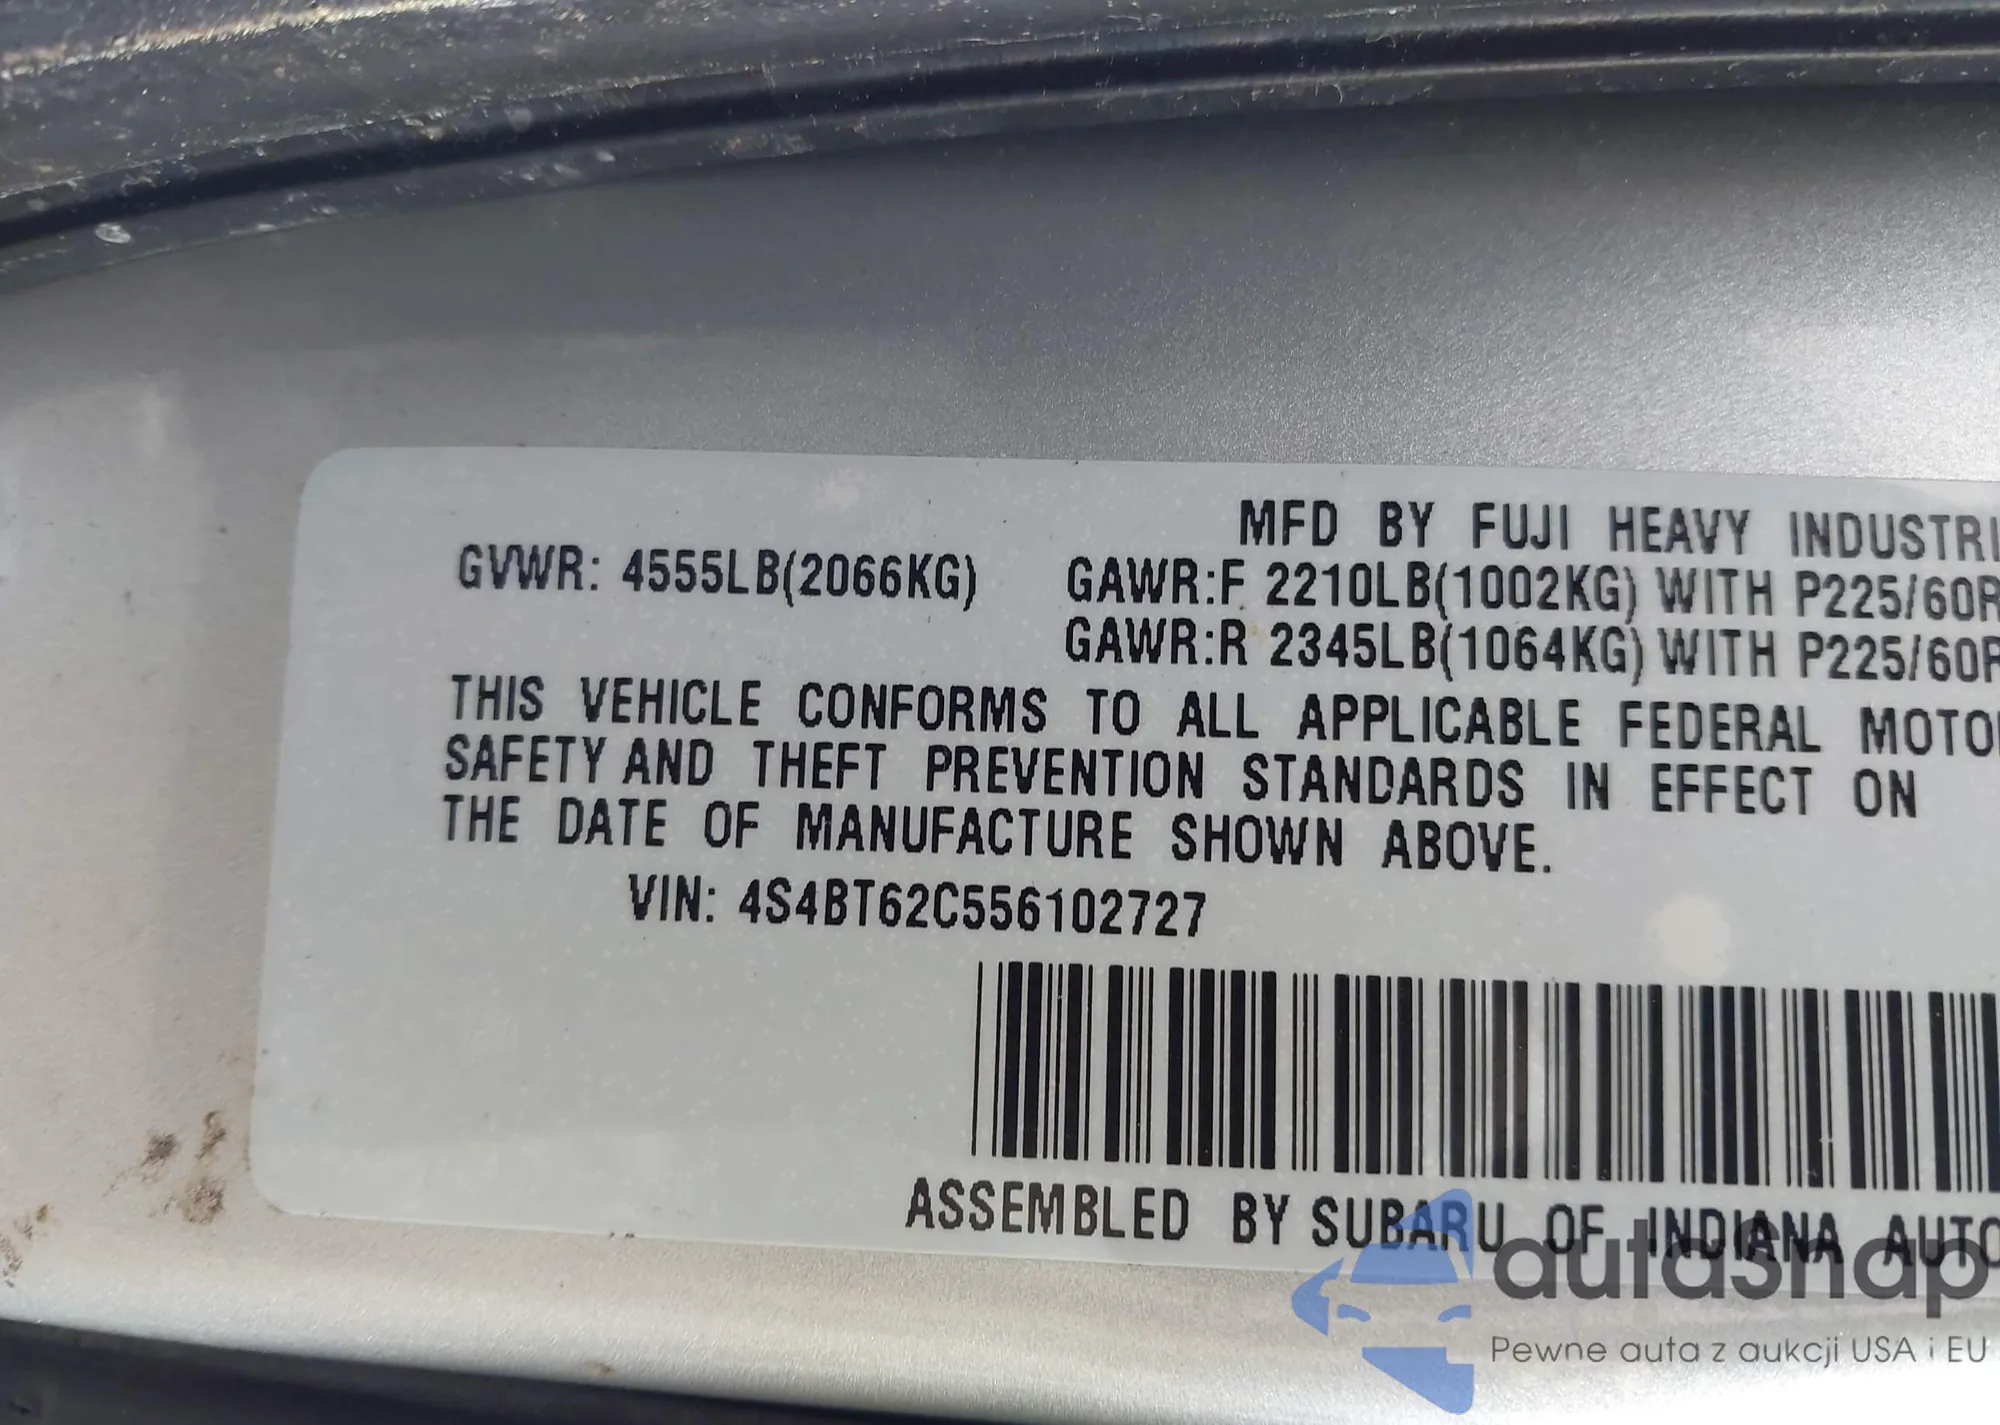 MFD BY FUJI HEAVY INDUSTRI
GVWR: 4555LB(2066KG) GAWR:F 2210LB(1002KG) WITH P225/60R
GAWR:R 2345LB(1064KG) WITH P225/60R
THIS VEHICLE CONFORMS TO ALL APPLICABLE FEDERAL MOTOR
SAFETY AND THEFT PREVENTION STANDARDS IN EFFECT ON
THE DATE OF MANUFACTURE SHOWN ABOVE.
VIN: 4S4BT62C556102727
ASSEMBLED BY SUBARU OF INDIANA AUTO
autasnap
Pewne auta z aukcji USA i EU